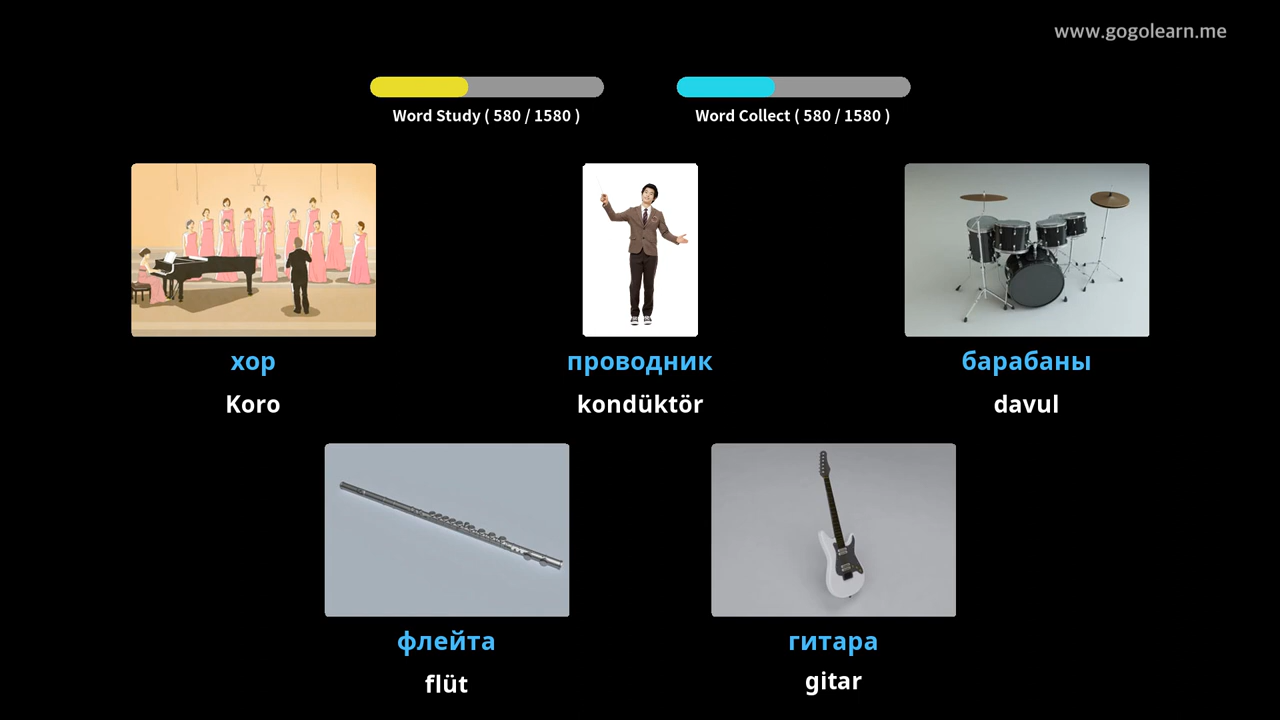 www.gogolearn.me
Word Study ( 580 / 1580 )
Word Collect ( 580 / 1580 )
хор
Koro
проводник
kondüktör
барабаны
davul
флейта
flüt
гитара
gitar